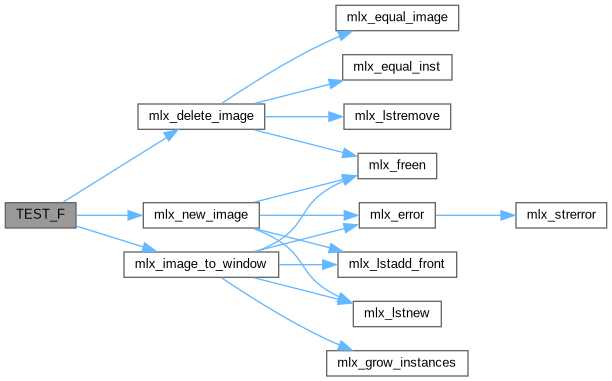 mlx_equal_image
mlx_equal_inst
mlx_delete_image
mlx_lstremove
mlx_freen
TEST_F
mlx_new_image
mlx_error
mlx_strerror
mlx_image_to_window
mlx_lstadd_front
mlx_lstnew
mlx_grow_instances